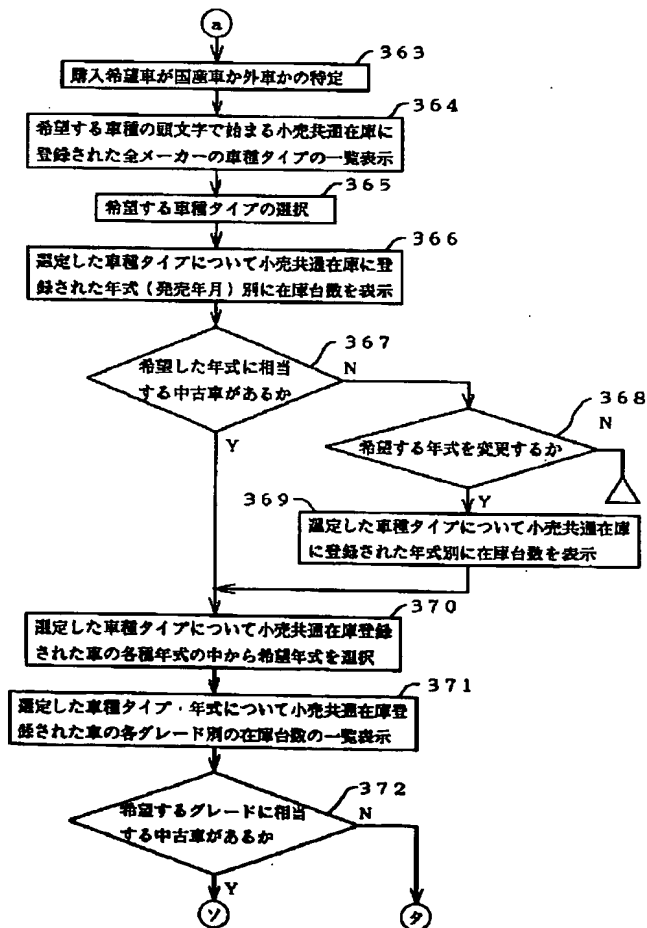 a
363
購入希望車が国産車か外車かの特定
364
希望する車種の頭文字で始まる小売共通在庫に
登録された全メーカーの車種タイプの一覧表示
365
希望する車種タイプの選択
366
選定した車種タイプについて小売共通在庫に登
録された年式(発売年月)別に在庫台数を表示
367
希望した年式に相当
する中古車があるか
N
Y
368
N
希望する年式を変更するか
Y
369
選定した車種タイプについて小売共通在庫
に登録された年式別に在庫台数を表示
370
選定した車種タイプについて小売共通在庫登録
された車の各種年式の中から希望年式を選択
371
選定した車種タイプ・年式について小売共通在庫登
録された車の各グレード別の在庫台数の一覧表示
372
希望するグレードに相当
する中古車があるか
N
Y
ソ
タ